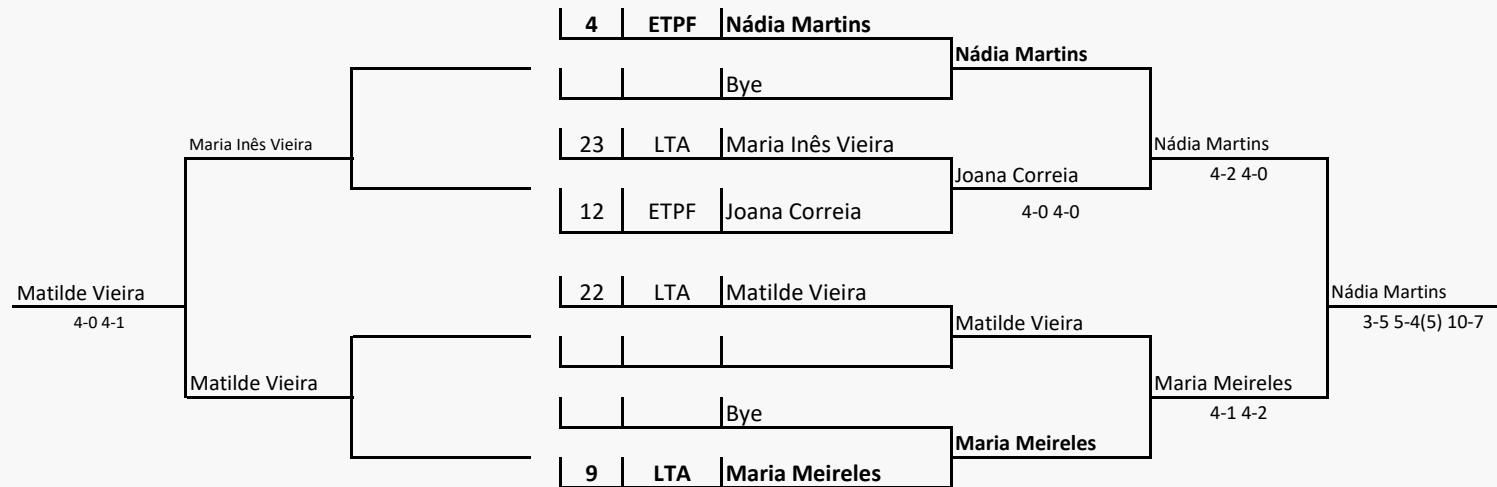 4 ETPF Nádia Martins
Nádia Martins
Bye
Maria Inês Vieira 23 LTA Maria Inês Vieira Nádia Martins
4-2 4-0
Joana Correia
12 ETPF Joana Correia 4-0 4-0
Matilde Vieira 22 LTA Matilde Vieira Nádia Martins
4-0 4-1 3-5 5-4(5) 10-7
Matilde Vieira
Matilde Vieira Maria Meireles
Bye 4-1 4-2
Maria Meireles
9 LTA Maria Meireles